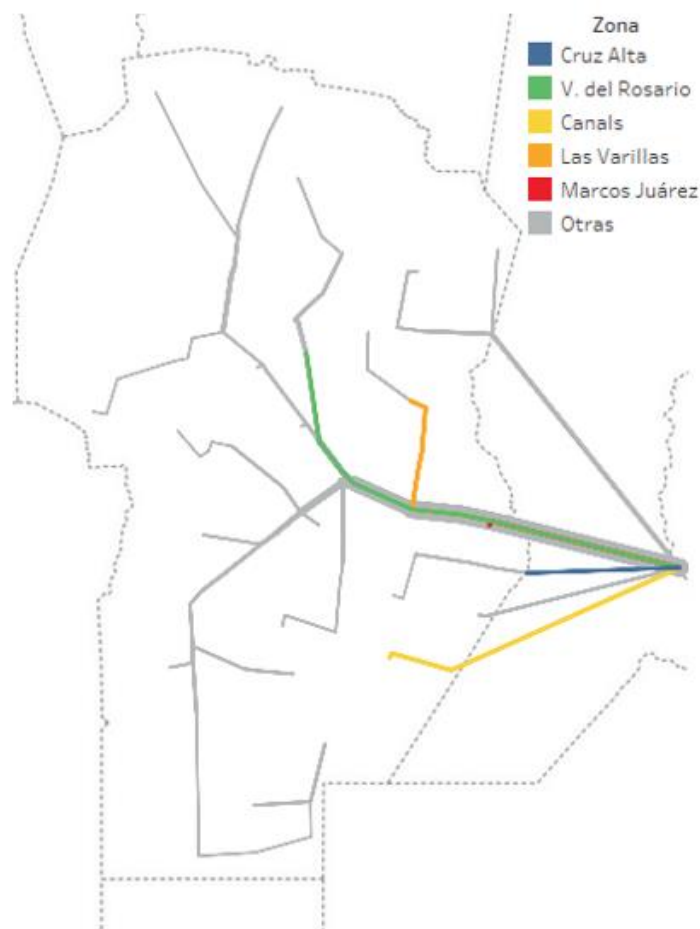 Zona
Cruz Alta
V. del Rosario
Canals
Las Varillas
Marcos Juárez
Otras